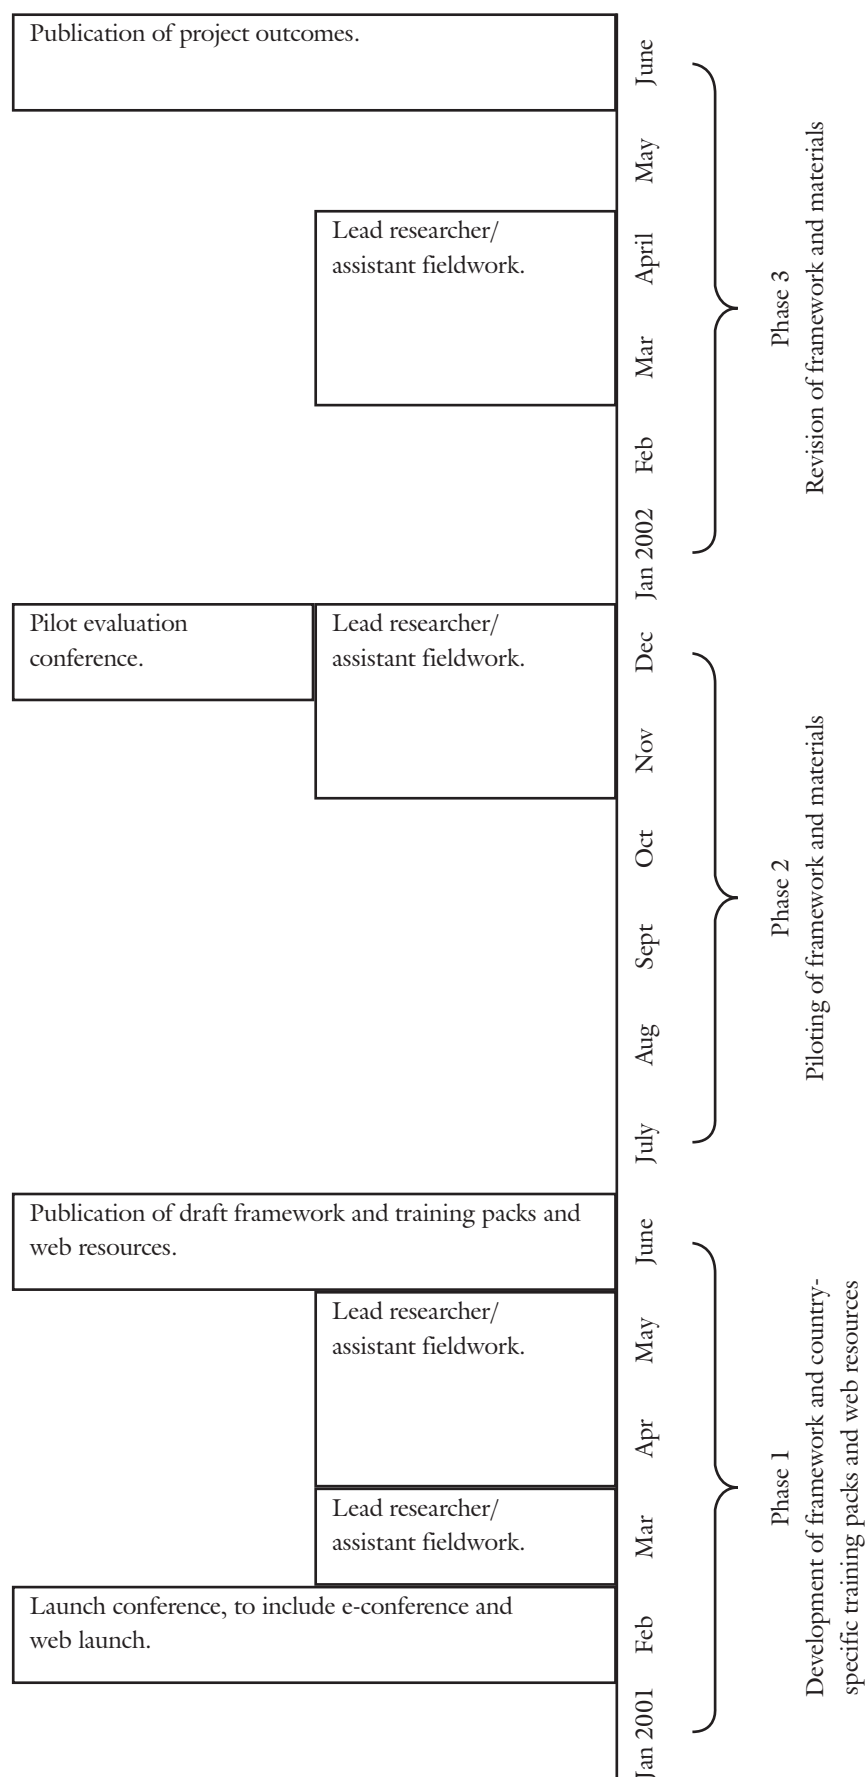 Publication of project outcomes.
Lead researcher/
assistant fieldwork.
Pilot evaluation
conference.
Lead researcher/
assistant fieldwork.
Publication of draft framework and training packs and
web resources.
Lead researcher/
assistant fieldwork.
Lead researcher/
assistant fieldwork.
Launch conference, to include e-conference and
web launch.
June
May
April
Mar
Feb
Jan 2002
Dec
Nov
Oct
Sept
Aug
July
June
May
Apr
Mar
Feb
Jan 2001
Phase 3
Revision of framework and materials
Phase 2
Piloting of framework and materials
Phase 1
Development of framework and country-
specific training packs and web resources